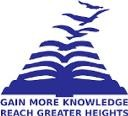 GAIN MORE KNOWLEDGE
REACH GREATER HEIGHTS